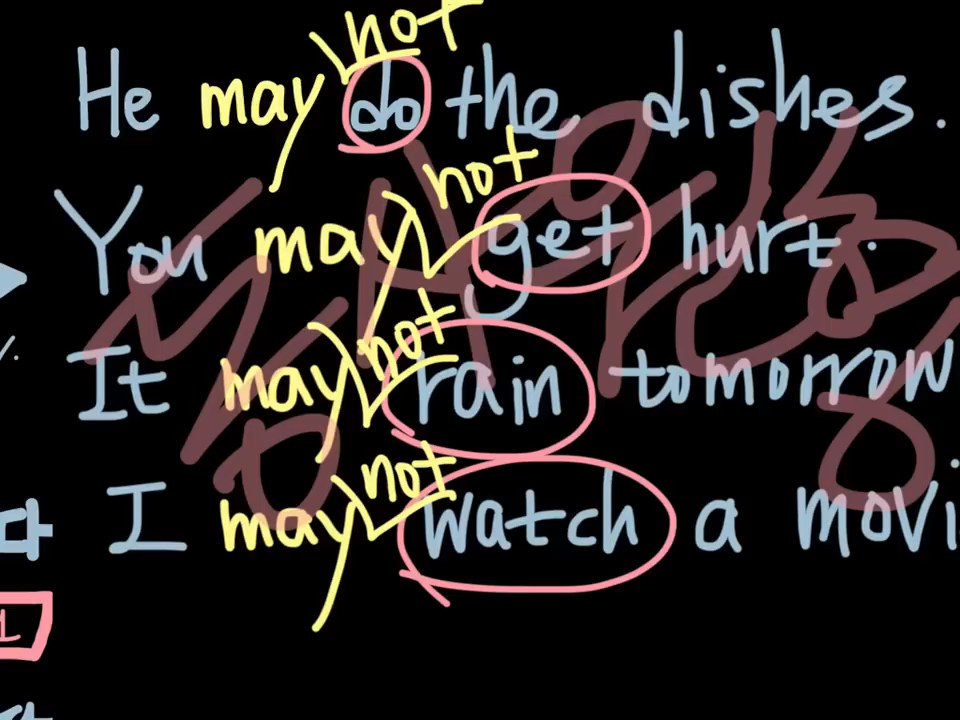 He may not do the dishes.
You may not get hurt.
It may not rain tomorrow
I may not watch a movi